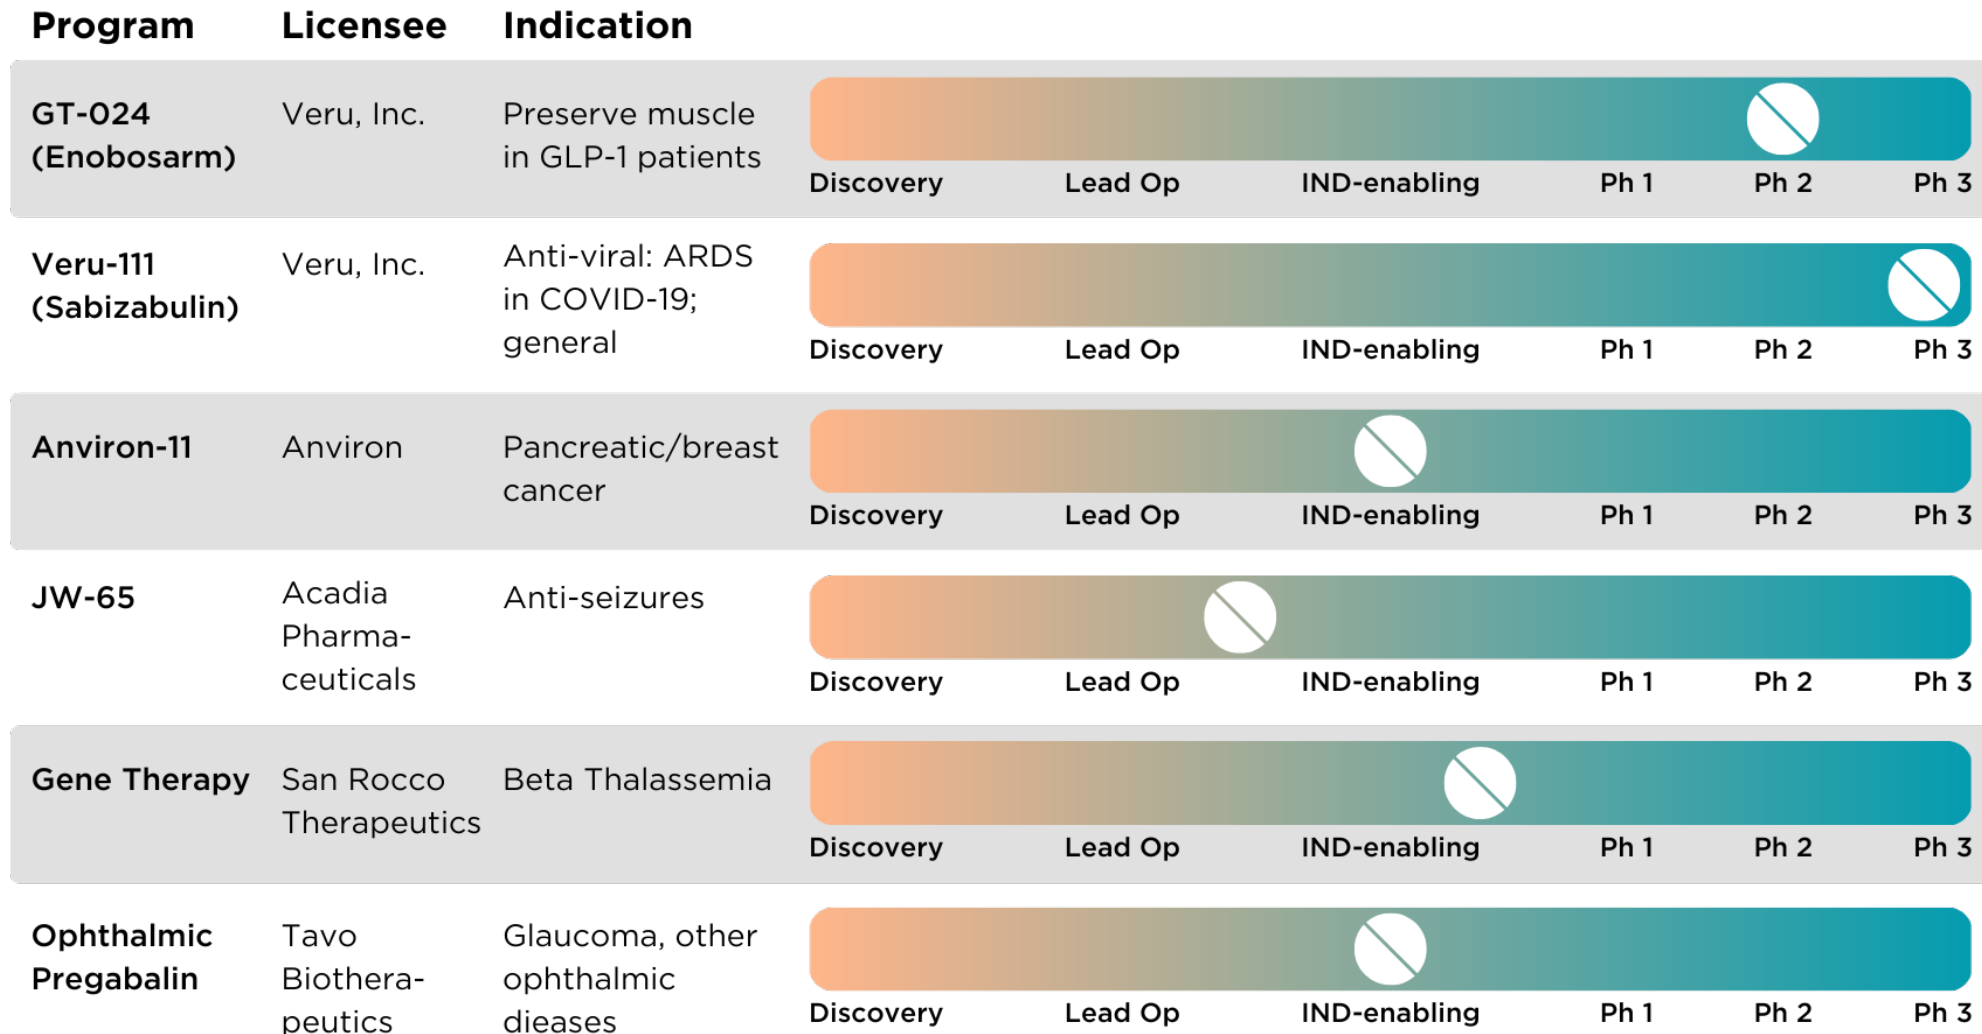 Program Licensee Indication
GT-024 Veru, Inc. Preserve muscle
(Enobosarm) in GLP-1 patients
Discovery Lead Op IND-enabling Ph 1 Ph 2 Ph 3
Veru-111 Veru, Inc. Anti-viral: ARDS
(Sabizabulin) in COVID-19;
general
Discovery Lead Op IND-enabling Ph 1 Ph 2 Ph 3
Anviron-11 Anviron Pancreatic/breast
cancer
Discovery Lead Op IND-enabling Ph 1 Ph 2 Ph 3
JW-65 Acadia Anti-seizures
Pharma-
ceuticals
Discovery Lead Op IND-enabling Ph 1 Ph 2 Ph 3
Gene Therapy San Rocco Beta Thalassemia
Therapeutics
Discovery Lead Op IND-enabling Ph 1 Ph 2 Ph 3
Ophthalmic Tavo Glaucoma, other
Pregabalin Biothera- ophthalmic
peutics dieases
Discovery Lead Op IND-enabling Ph 1 Ph 2 Ph 3